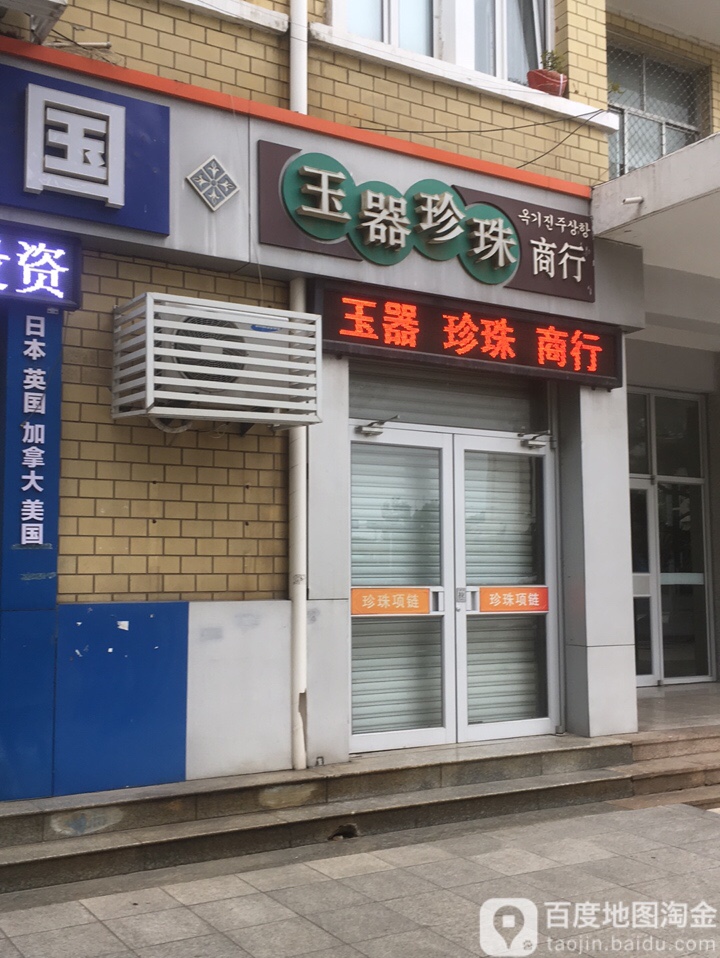 国
资
日本 英国 加拿大 美国
玉器珍珠
옥기진주상항
商行
玉器 珍珠 商行
珍珠项链
珍珠项链
百度地图淘金
taojin.baidu.com